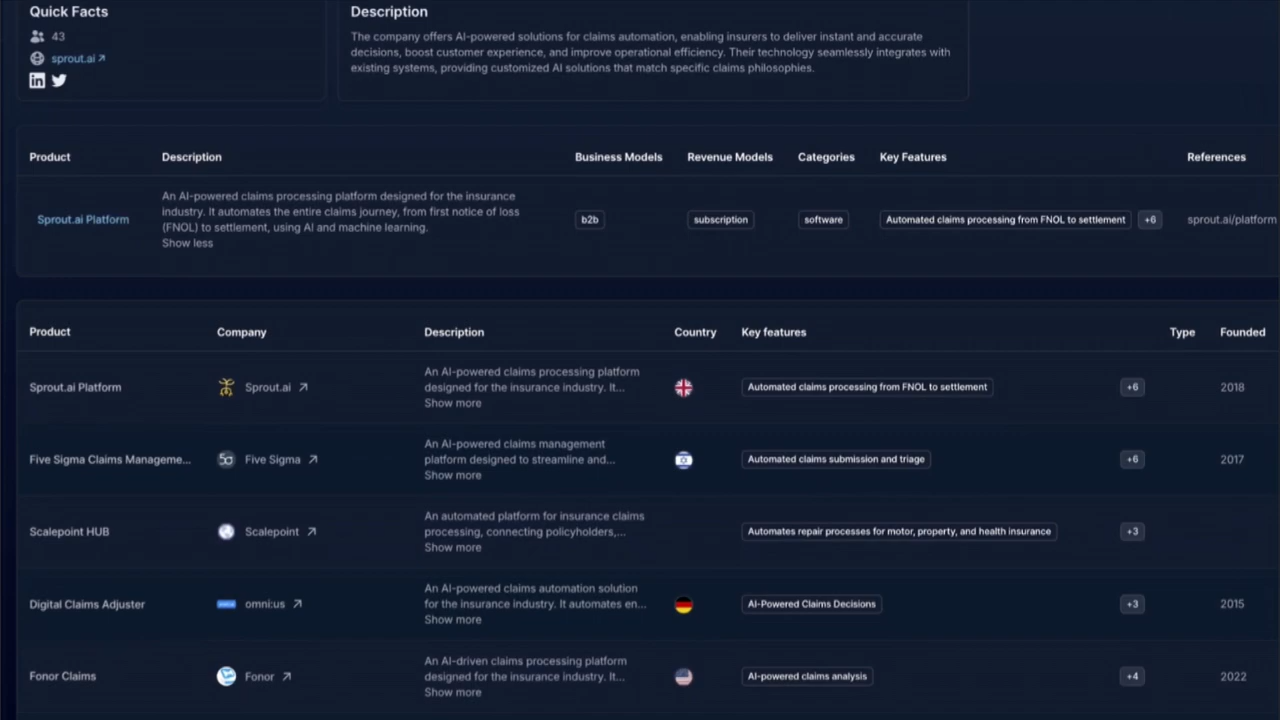 Quick Facts
43
sprout.ai
Description
The company offers AI-powered solutions for claims automation, enabling insurers to deliver instant and accurate
decisions, boost customer experience, and improve operational efficiency. Their technology seamlessly integrates with
existing systems, providing customized AI solutions that match specific claims philosophies.
Product Description Business Models Revenue Models Categories Key Features References
Sprout.ai Platform
An AI-powered claims processing platform designed for the insurance
industry. It automates the entire claims journey, from first notice of loss
(FNOL) to settlement, using AI and machine learning.
Show less
b2b subscription software Automated claims processing from FNOL to settlement +6 sprout.ai/platform
Product Company Description Country Key features Type Founded
Sprout.ai Platform Sprout.ai
An AI-powered claims processing platform
designed for the insurance industry. It...
Show more
Automated claims processing from FNOL to settlement +6 2018
Five Sigma Claims Manageme... 5σ Five Sigma
An AI-powered claims management
platform designed to streamline and...
Show more
Automated claims submission and triage +6 2017
Scalepoint HUB Scalepoint
An automated platform for insurance claims
processing, connecting policyholders,...
Show more
Automates repair processes for motor, property, and health insurance +3
Digital Claims Adjuster omni:us
An AI-powered claims automation solution
for the insurance industry. It automates en...
Show more
AI-Powered Claims Decisions +3 2015
Fonor Claims Fonor
An AI-driven claims processing platform
designed for the insurance industry. It...
Show more
AI-powered claims analysis +4 2022